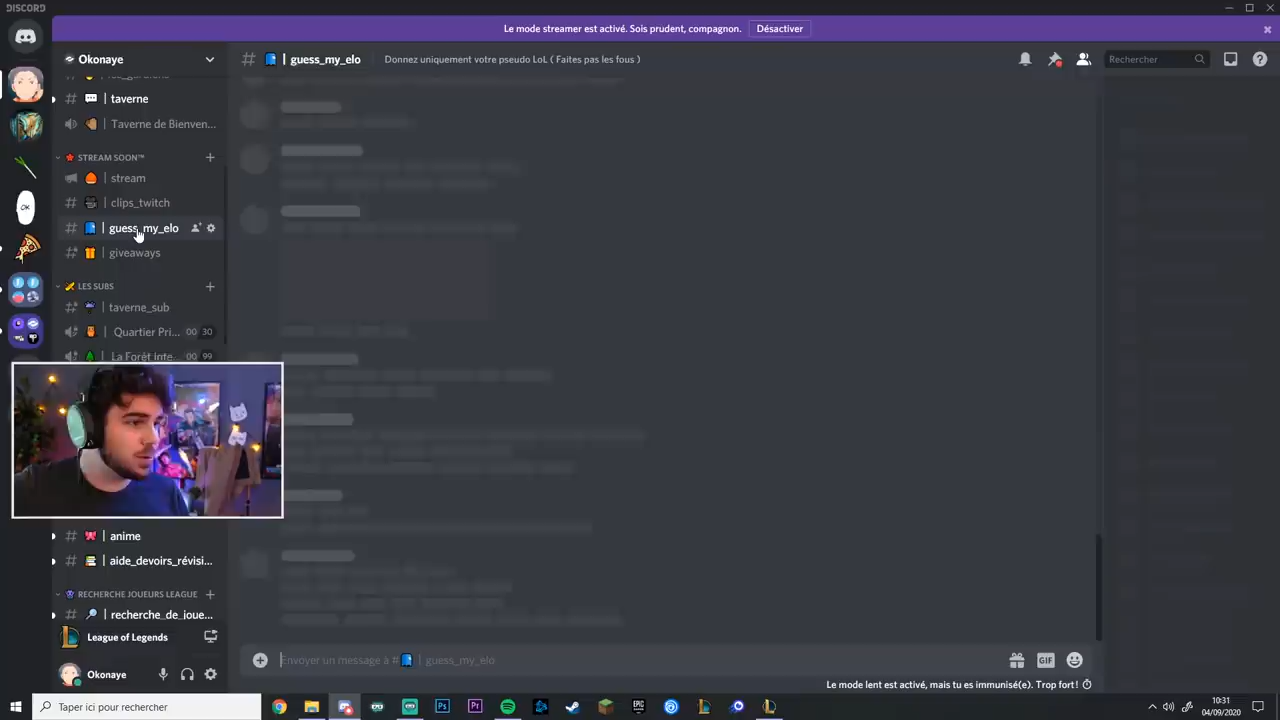 DISCORD
Le mode streamer est activé. Sois prudent, compagnon. Désactiver
Okonaye
# | guess_my_elo Donnez uniquement votre pseudo LoL ( Faites pas les fous )
Rechercher
| taverne
| Taverne de Bienven...
STREAM SOON™
| stream
# | clips_twitch
# | guess_my_elo
# | giveaways
LES SUBS
| taverne_sub
| Quartier Pri... 00 30
| La Forêt inte... 00 99
# | anime
# | aide_devoirs_révisi...
RECHERCHE JOUEURS LEAGUE
# | recherche_de_joue...
League of Legends
Envoyer un message à # | guess_my_elo
GIF
Okonaye
Le mode lent est activé, mais tu es immunisé(e). Trop fort !
Taper ici pour rechercher
10:31
04/09/2020